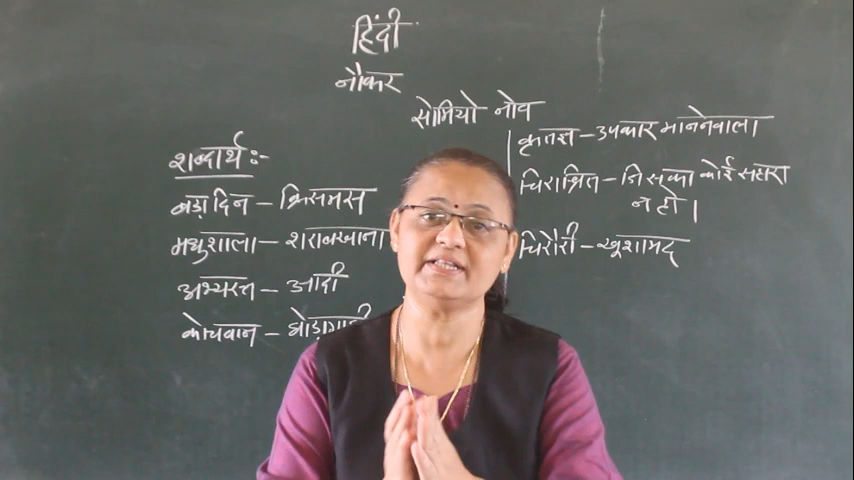 हिंदी
नौकर
सोमियो नोव
शब्दार्थ :-
बड़ा दिन – क्रिसमस
मधुशाला – शराबखाना
अभ्यस्त – आदी
कोचवान – घोड़ागाड़ी
कृतज्ञ – उपकार माननेवाला
चिराश्रित – जिसका कोई सहारा
न हो ।
चिरौरी – खुशामद